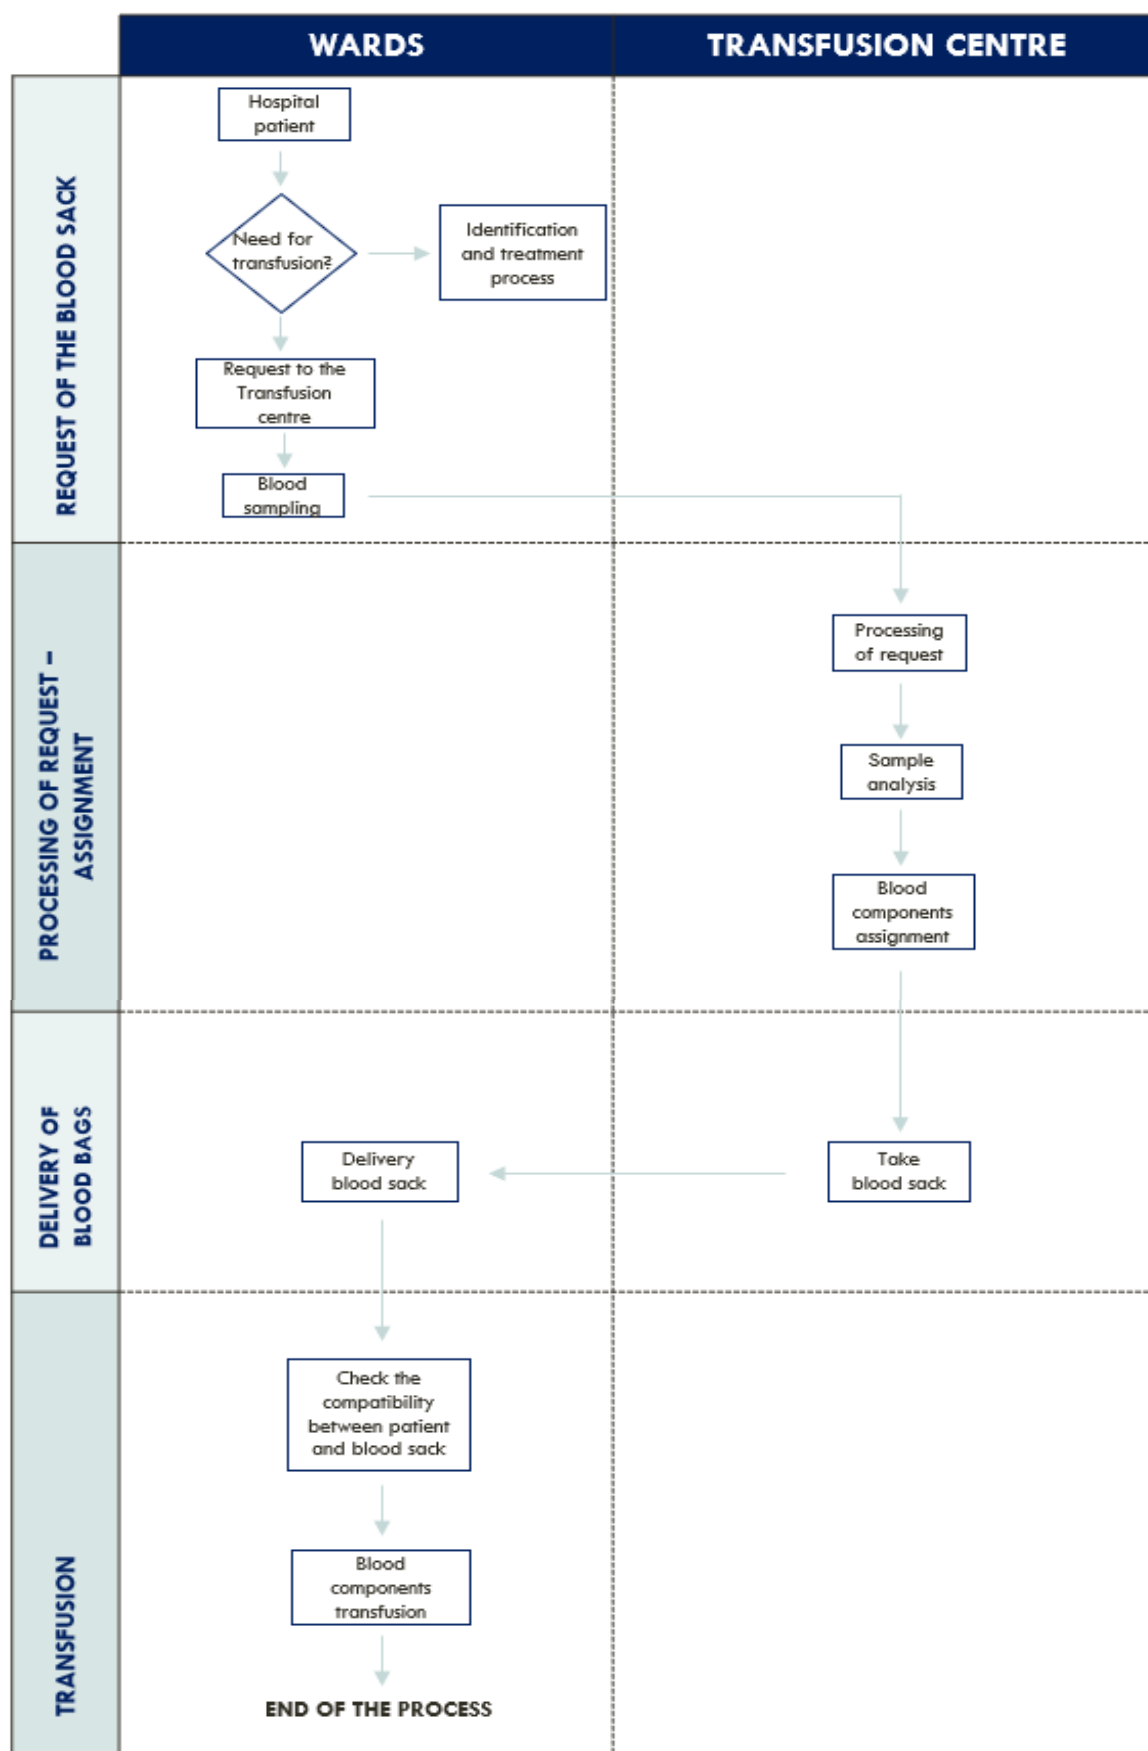 WARDS
TRANSFUSION CENTRE
REQUEST OF THE BLOOD SACK
Hospital
patient
Need for
transfusion?
Identification
and treatment
process
Request to the
Transfusion
centre
Blood
sampling
PROCESSING OF REQUEST –
ASSIGNMENT
Processing
of request
Sample
analysis
Blood
components
assignment
DELIVERY OF
BLOOD BAGS
Delivery
blood sack
Take
blood sack
TRANSFUSION
Check the
compatibility
between patient
and blood sack
Blood
components
transfusion
END OF THE PROCESS